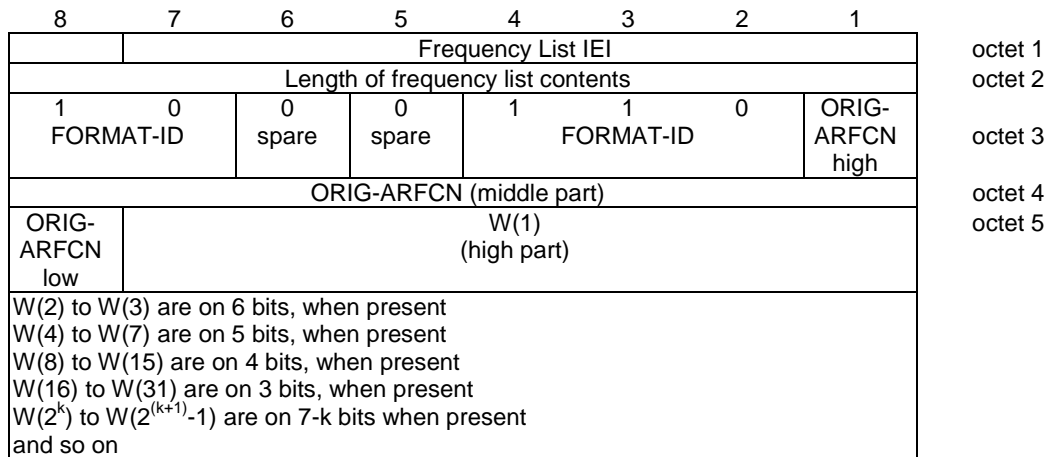 8 7 6 5 4 3 2 1
Frequency List IEI octet 1
Length of frequency list contents octet 2
1 0 0 0 1 1 0 ORIG-
FORMAT-ID spare spare FORMAT-ID ARFCN octet 3
high
ORIG-ARFCN (middle part) octet 4
ORIG- W(1) octet 5
ARFCN (high part)
low
W(2) to W(3) are on 6 bits, when present
W(4) to W(7) are on 5 bits, when present
W(8) to W(15) are on 4 bits, when present
W(16) to W(31) are on 3 bits, when present
W(2^k) to W(2^(k+1)-1) are on 7-k bits when present
and so on